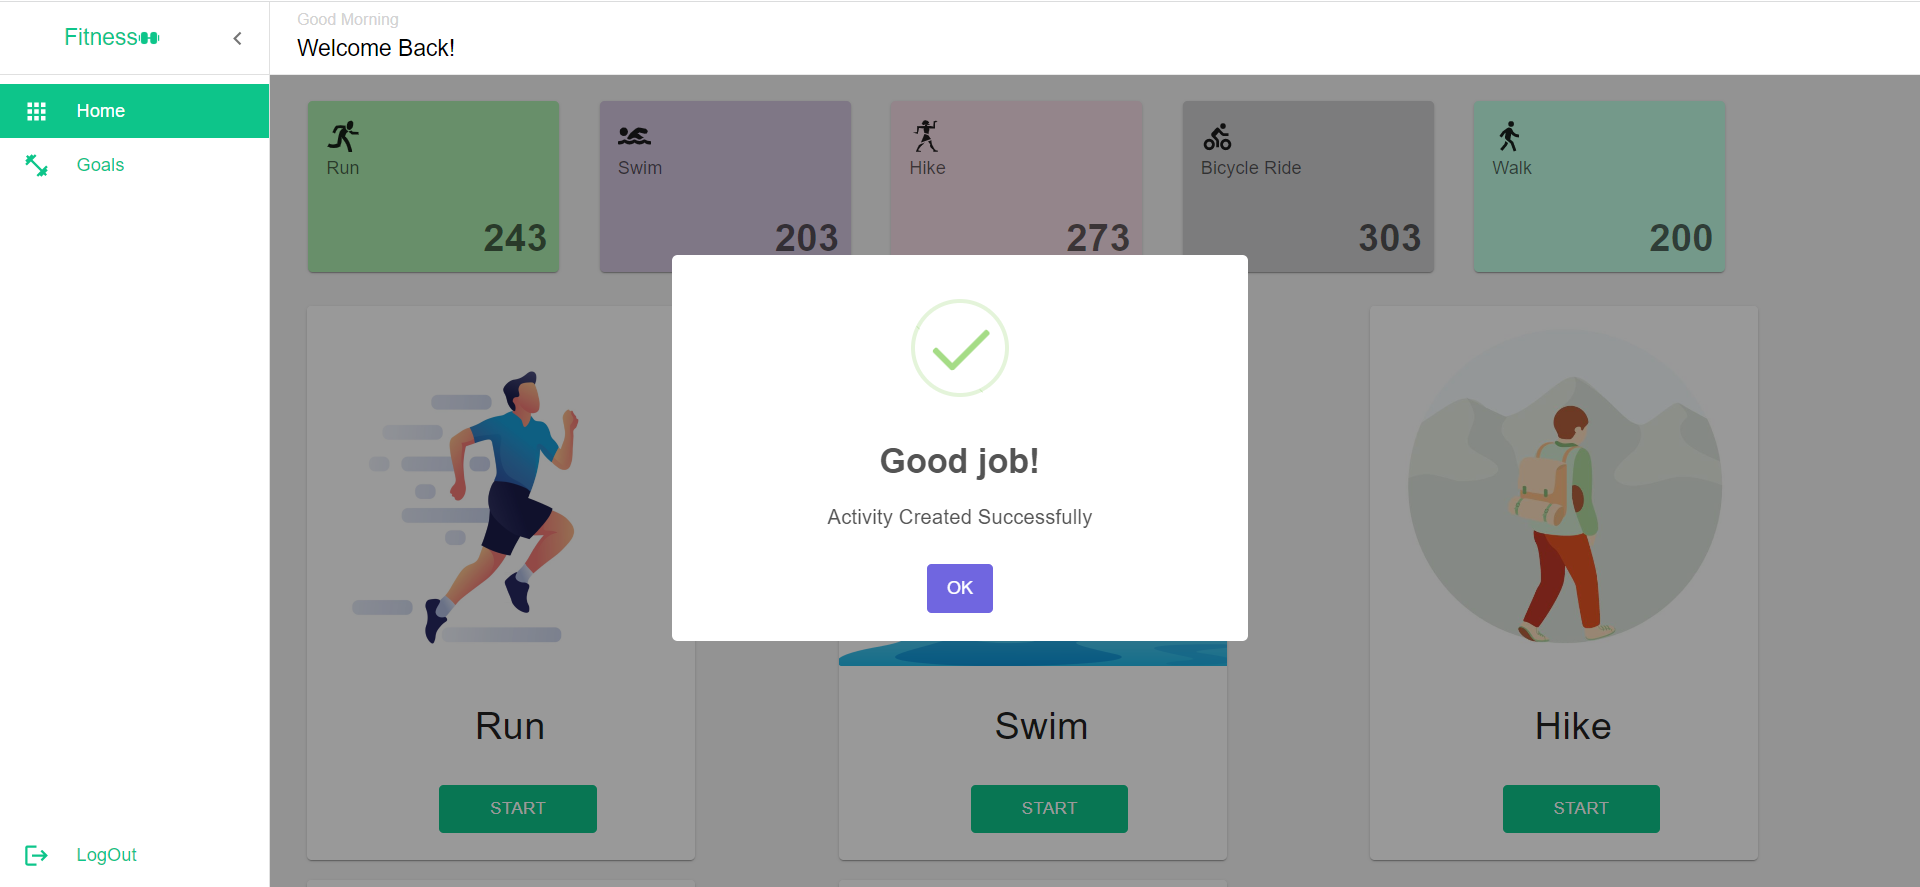 Fitness
Good Morning
Welcome Back!
Home
Goals
LogOut
Run
243
Swim
203
Hike
273
Bicycle Ride
303
Walk
200
Good job!
Activity Created Successfully
OK
Run
START
Swim
START
Hike
START